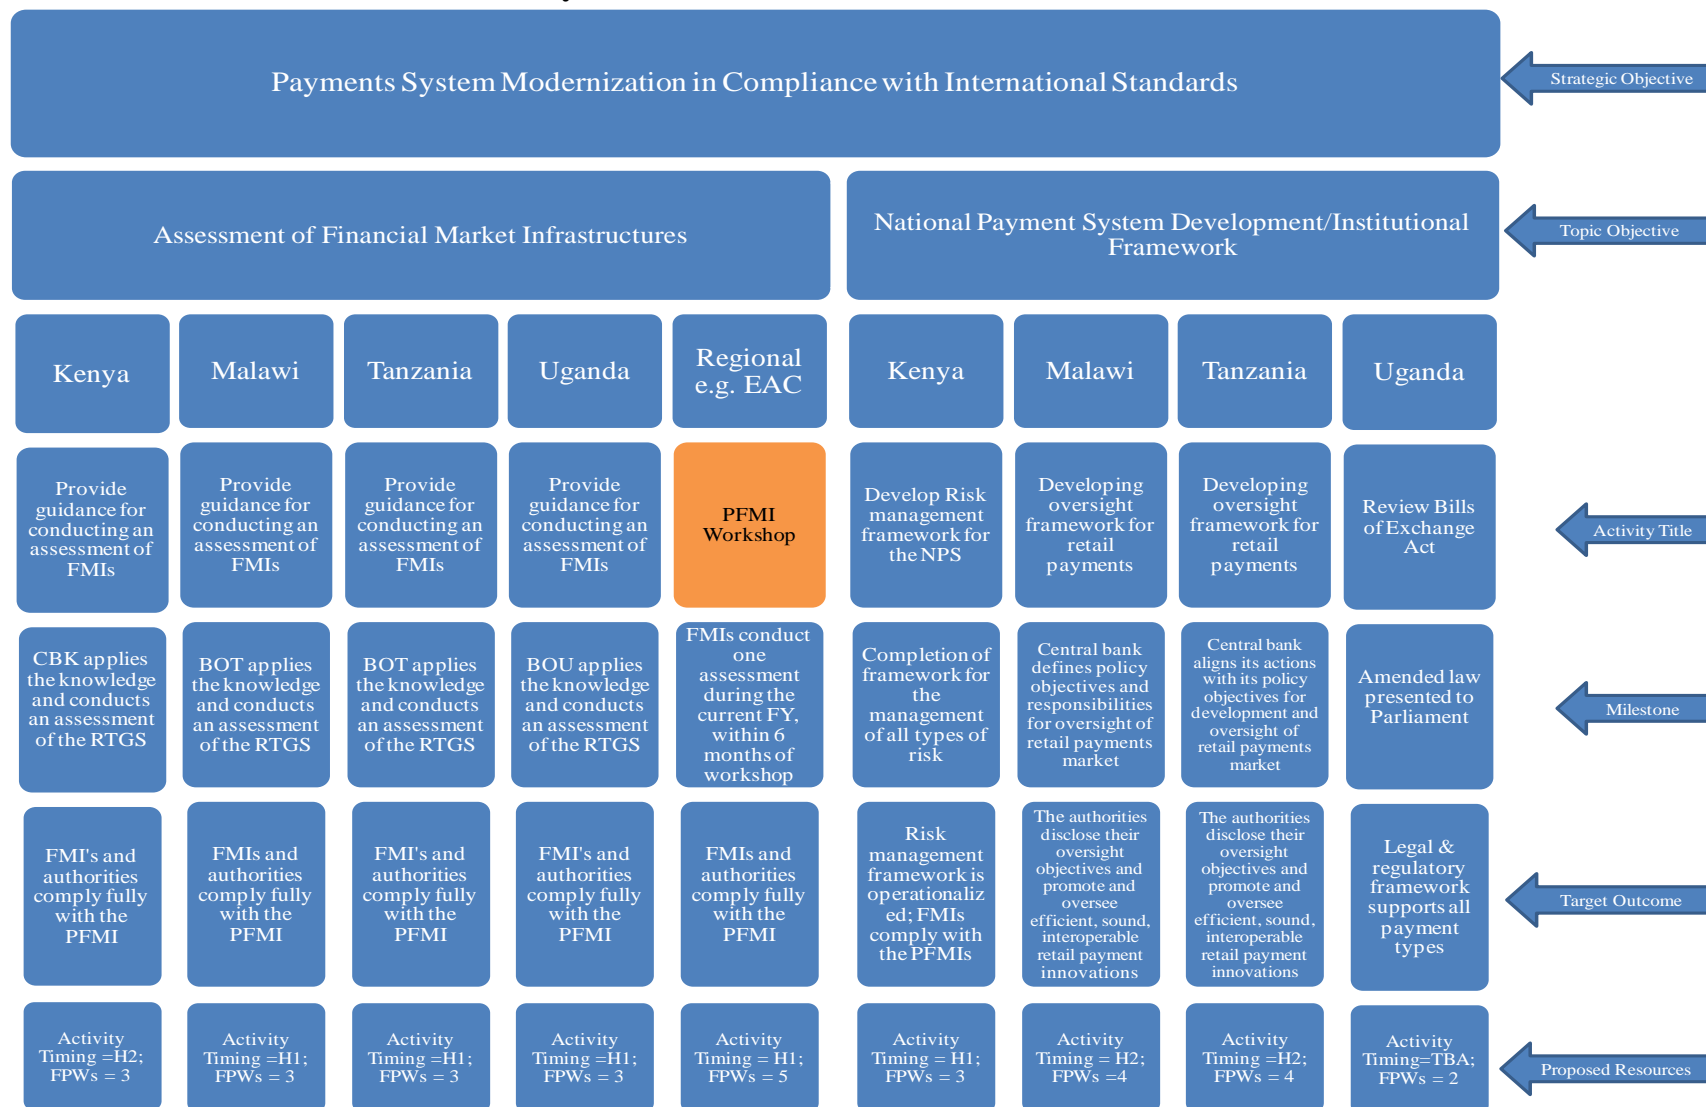 Payments System Modernization in Compliance with International Standards
Strategic Objective
Assessment of Financial Market Infrastructures
National Payment System Development/Institutional
Framework
Topic Objective
Kenya
Malawi
Tanzania
Uganda
Regional
e.g. EAC
Kenya
Malawi
Tanzania
Uganda
Provide
guidance for
conducting an
assessment of
FMIs
Provide
guidance for
conducting an
assessment of
FMIs
Provide
guidance for
conducting an
assessment of
FMIs
Provide
guidance for
conducting an
assessment of
FMIs
PFMI
Workshop
Develop Risk
management
framework for
the NPS
Developing
oversight
framework for
retail
payments
Developing
oversight
framework for
retail
payments
Review Bills
of Exchange
Act
Activity Title
CBK applies
the knowledge
and conducts
an assessment
of the RTGS
BOT applies
the knowledge
and conducts
an assessment
of the RTGS
BOT applies
the knowledge
and conducts
an assessment
of the RTGS
BOU applies
the knowledge
and conducts
an assessment
of the RTGS
FMIs conduct
one
assessment
during the
current FY,
within 6
months of
workshop
Completion of
framework for
the
management
of all types of
risk
Central bank
defines policy
objectives and
responsibilities
for oversight of
retail payments
market
Central bank
aligns its actions
with its policy
objectives for
development and
oversight of
retail payments
market
Amended law
presented to
Parliament
Milestone
FMI's and
authorities
comply fully
with the
PFMI
FMIs and
authorities
comply fully
with the
PFMI
FMI's and
authorities
comply fully
with the
PFMI
FMI's and
authorities
comply fully
with the
PFMI
FMIs and
authorities
comply fully
with the
PFMI
Risk
management
framework is
operationaliz
ed; FMIs
comply with
the PFMIs
The authorities
disclose their
oversight
objectives and
promote and
oversee
efficient, sound,
interoperable
retail payment
innovations
The authorities
disclose their
oversight
objectives and
promote and
oversee
efficient, sound,
interoperable
retail payment
innovations
Legal &
regulatory
framework
supports all
payment
types
Target Outcome
Activity
Timing =H2;
FPWs = 3
Activity
Timing =H1;
FPWs = 3
Activity
Timing =H1;
FPWs = 3
Activity
Timing =H1;
FPWs = 3
Activity
Timing = H1;
FPWs = 5
Activity
Timing = H1;
FPWs = 3
Activity
Timing = H2;
FPWs =4
Activity
Timing =H2;
FPWs = 4
Activity
Timing=TBA;
FPWs = 2
Proposed Resources